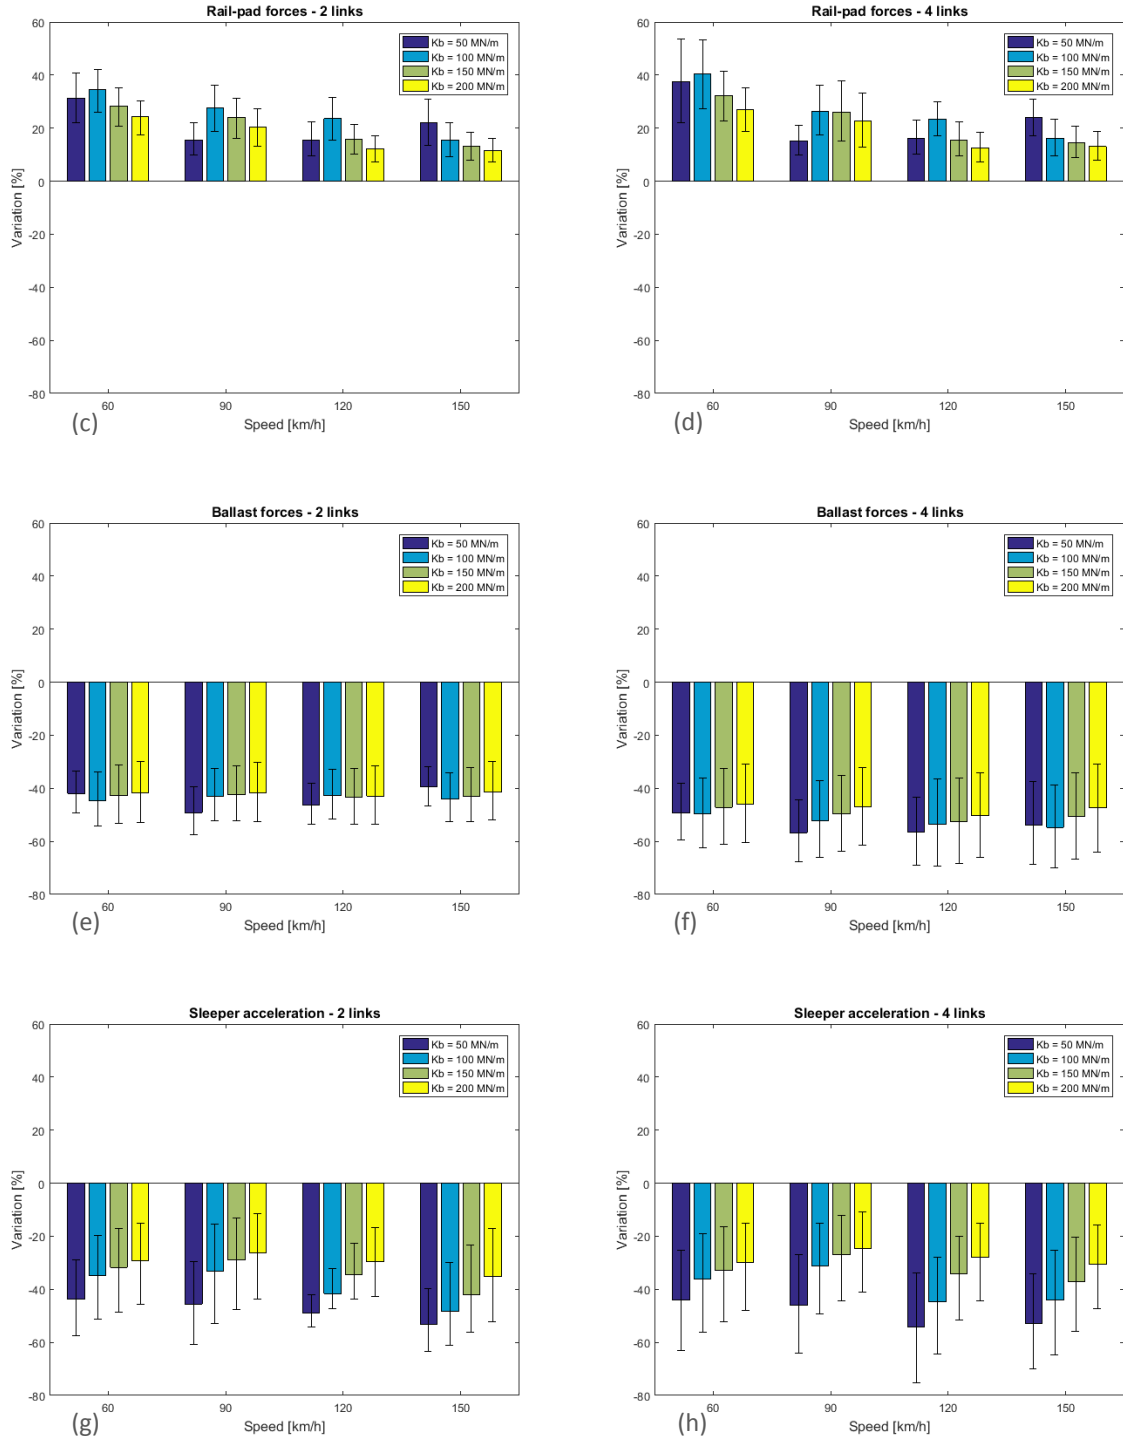 Rail-pad forces - 2 links
60
40
20
0
-20
-40
-60
-80
Variation [%]
Kb = 50 MN/m
Kb = 100 MN/m
Kb = 150 MN/m
Kb = 200 MN/m
60 90 120 150
Speed [km/h]
(c)
Rail-pad forces - 4 links
60
40
20
0
-20
-40
-60
-80
Variation [%]
Kb = 50 MN/m
Kb = 100 MN/m
Kb = 150 MN/m
Kb = 200 MN/m
60 90 120 150
Speed [km/h]
(d)
Ballast forces - 2 links
60
40
20
0
-20
-40
-60
-80
Variation [%]
Kb = 50 MN/m
Kb = 100 MN/m
Kb = 150 MN/m
Kb = 200 MN/m
60 90 120 150
Speed [km/h]
(e)
Ballast forces - 4 links
60
40
20
0
-20
-40
-60
-80
Variation [%]
Kb = 50 MN/m
Kb = 100 MN/m
Kb = 150 MN/m
Kb = 200 MN/m
60 90 120 150
Speed [km/h]
(f)
Sleeper acceleration - 2 links
60
40
20
0
-20
-40
-60
-80
Variation [%]
Kb = 50 MN/m
Kb = 100 MN/m
Kb = 150 MN/m
Kb = 200 MN/m
60 90 120 150
Speed [km/h]
(g)
Sleeper acceleration - 4 links
60
40
20
0
-20
-40
-60
-80
Variation [%]
Kb = 50 MN/m
Kb = 100 MN/m
Kb = 150 MN/m
Kb = 200 MN/m
60 90 120 150
Speed [km/h]
(h)